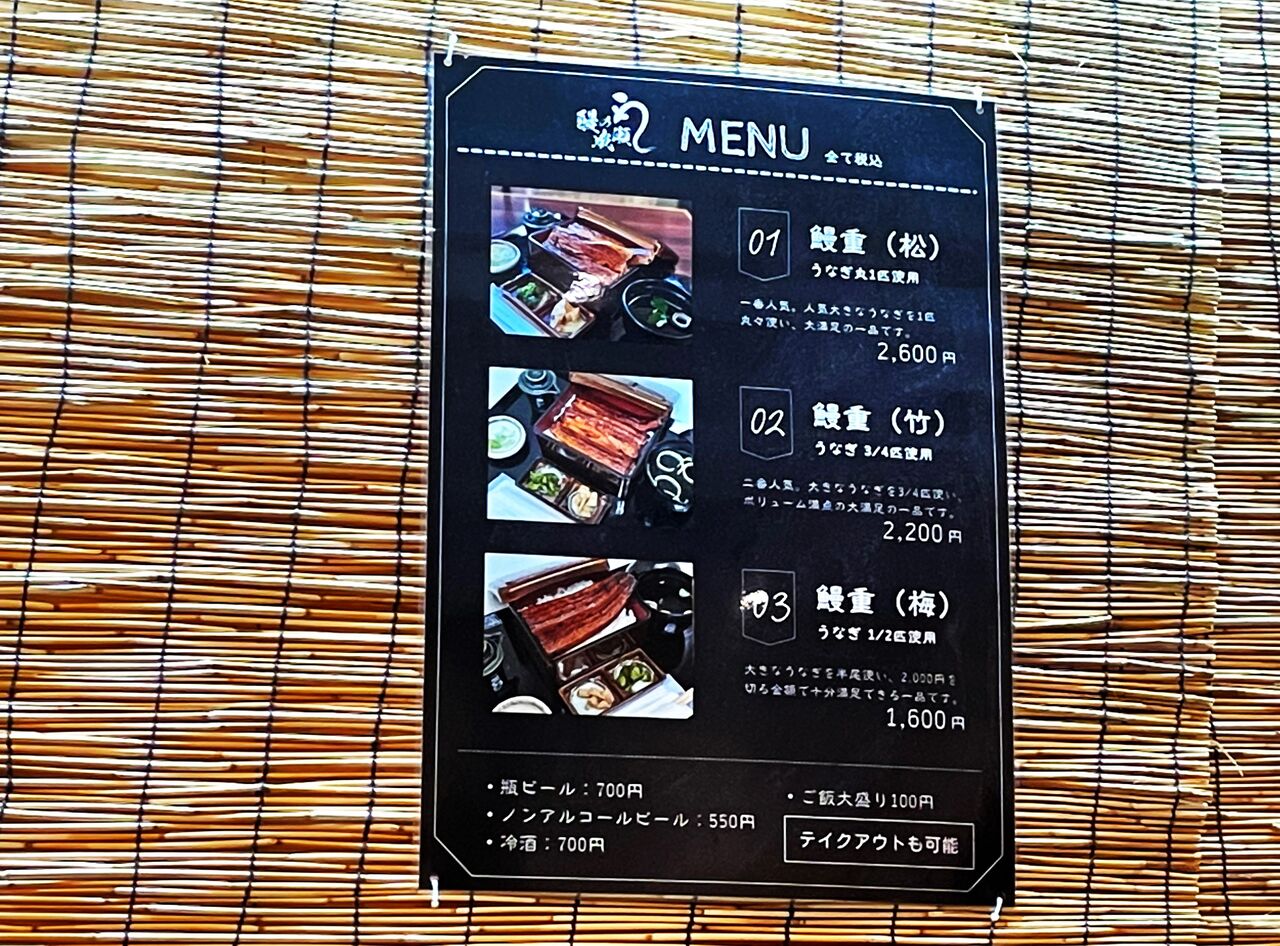 鰻の成瀬 MENU 全て税込
01 鰻重（松）
うなぎ丸1匹使用
一番人気。人気大きなうなぎを1匹
丸々使い、大満足の一品です。
2,600円
02 鰻重（竹）
うなぎ 3/4匹使用
二番人気。大きなうなぎを3/4匹使い、
ボリューム満点の大満足の一品です。
2,200円
03 鰻重（梅）
うなぎ 1/2匹使用
大きなうなぎを半尾使い、2,000円を
切る金額で十分満足できる一品です。
1,600円
・瓶ビール：700円
・ノンアルコールビール：550円
・冷酒：700円
・ご飯大盛り100円
テイクアウトも可能